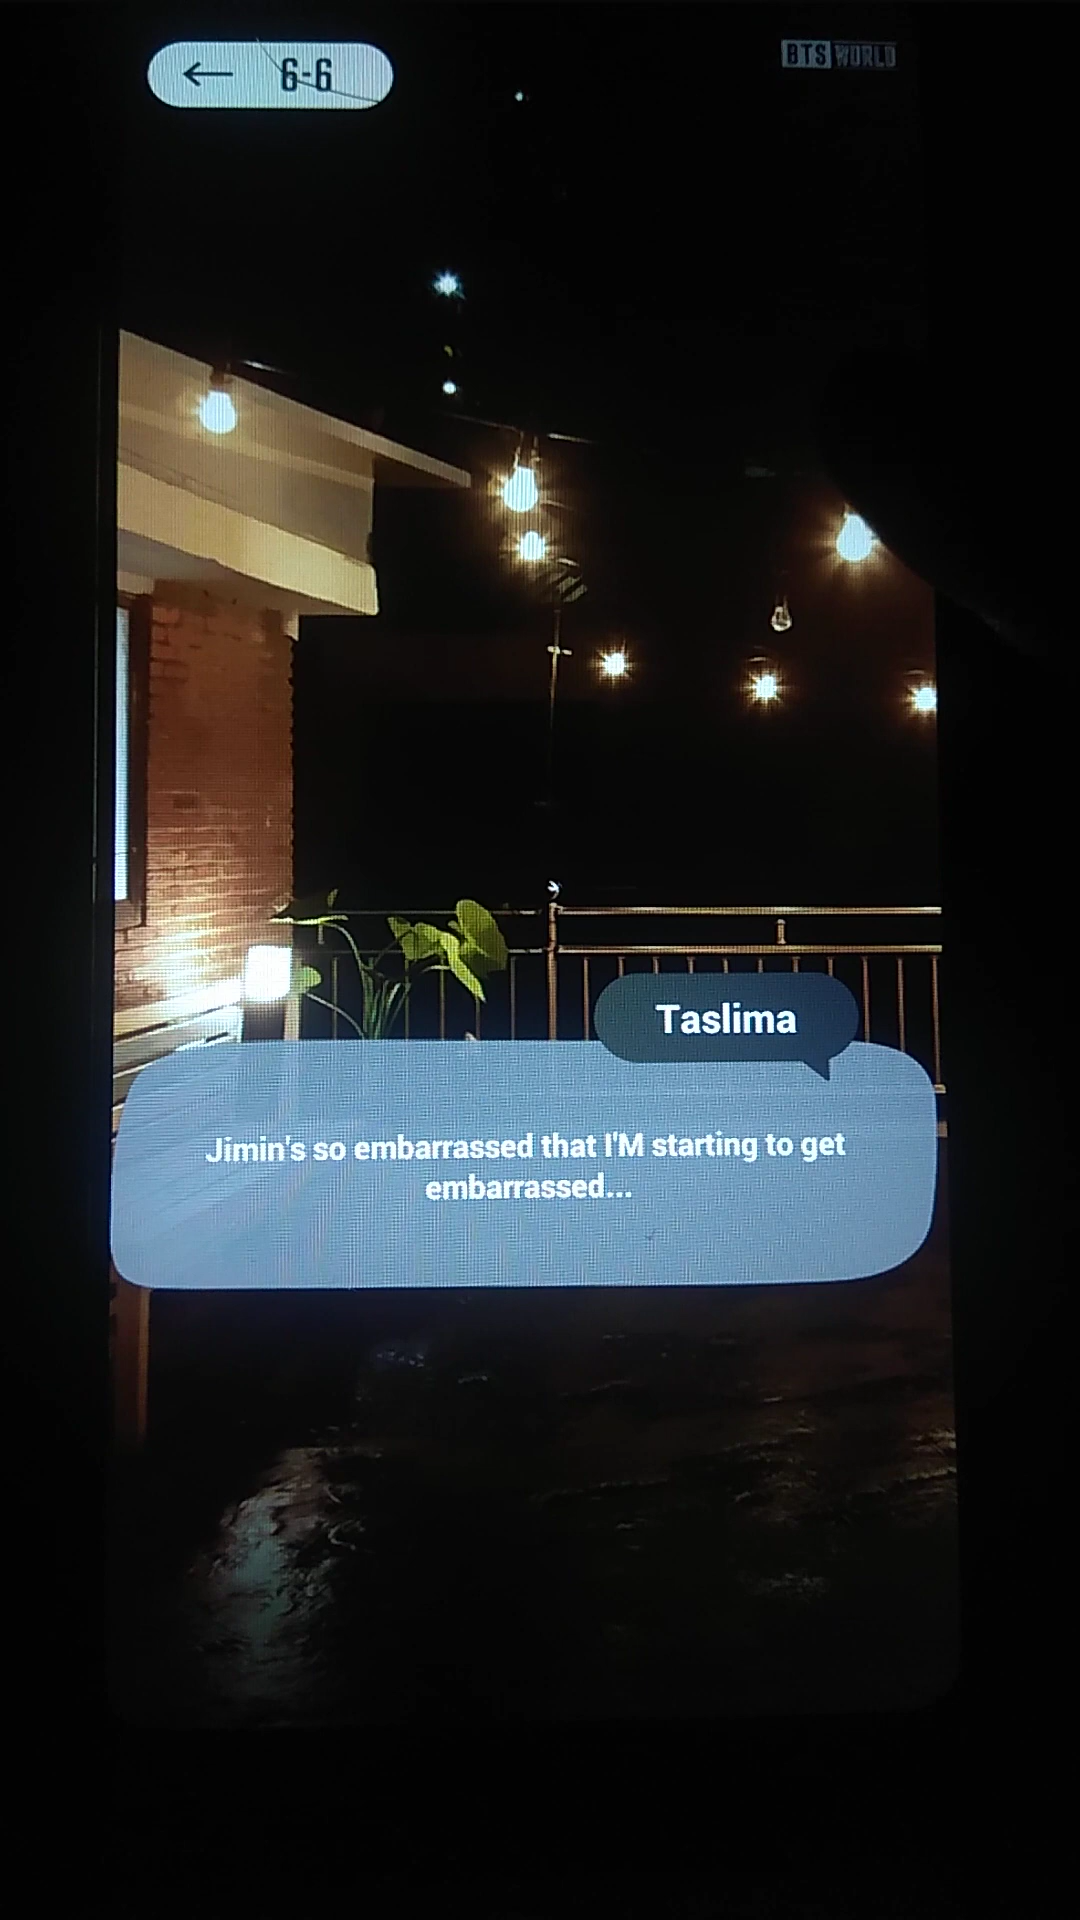 ← 6-6
BTS WORLD
Taslima
Jimin's so embarrassed that I'M starting to get
embarrassed...